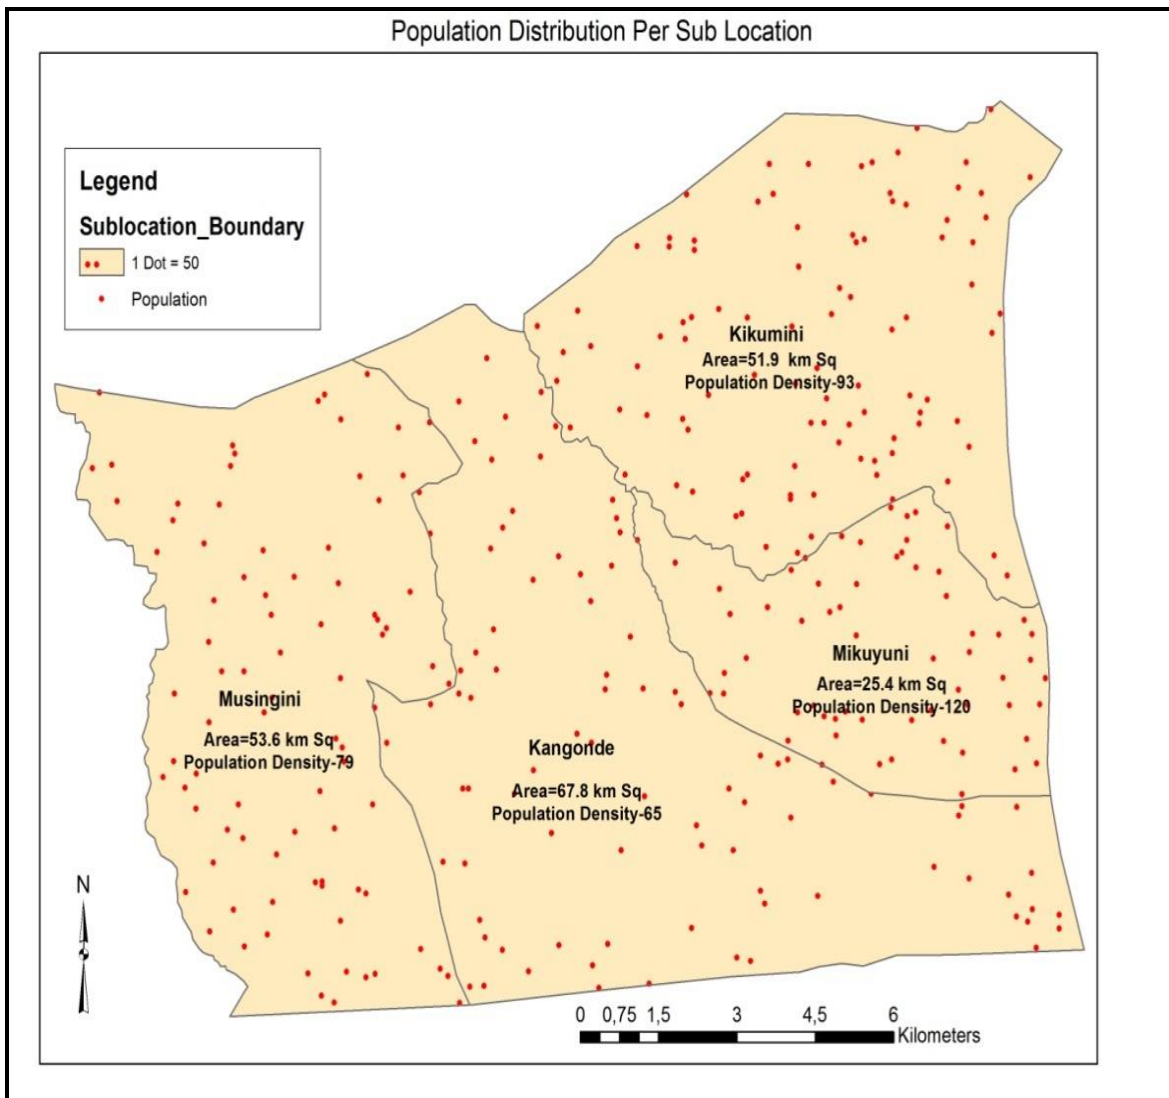 Population Distribution Per Sub Location
Legend
Sublocation_Boundary
1 Dot = 50
Population
Kikumini
Area=51.9 km Sq
Population Density-93
Mikuyuni
Area=25.4 km Sq
Population Density-120
Musingini
Area=53.6 km Sq
Population Density-79
Kangonde
Area=67.8 km Sq
Population Density-65
N
0 0,75 1,5 3 4,5 6
Kilometers